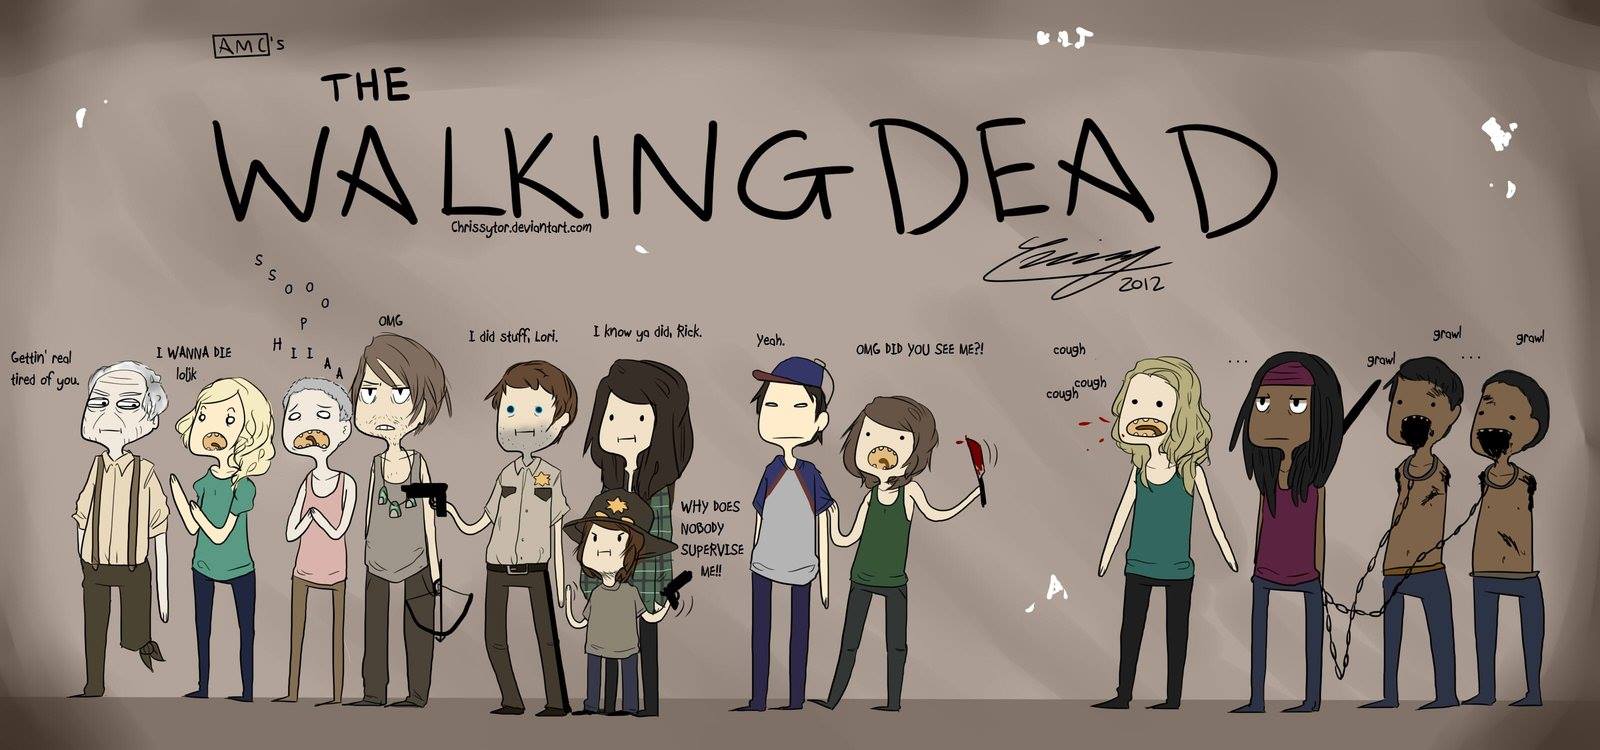 AMC's
THE
WALKING DEAD
Chrissytor.deviantart.com
2012
Gettin' real
tired of you.
I WANNA DIE
loljk
SSOOOO
P
HIIAA
OMG
I did stuff, Lori.
I know ya did, Rick.
WHY DOES
NOBODY
SUPERVISE
ME!!
Yeah.
OMG DID YOU SEE ME?!
cough
cough
cough
...
grawl
grawl
...
grawl